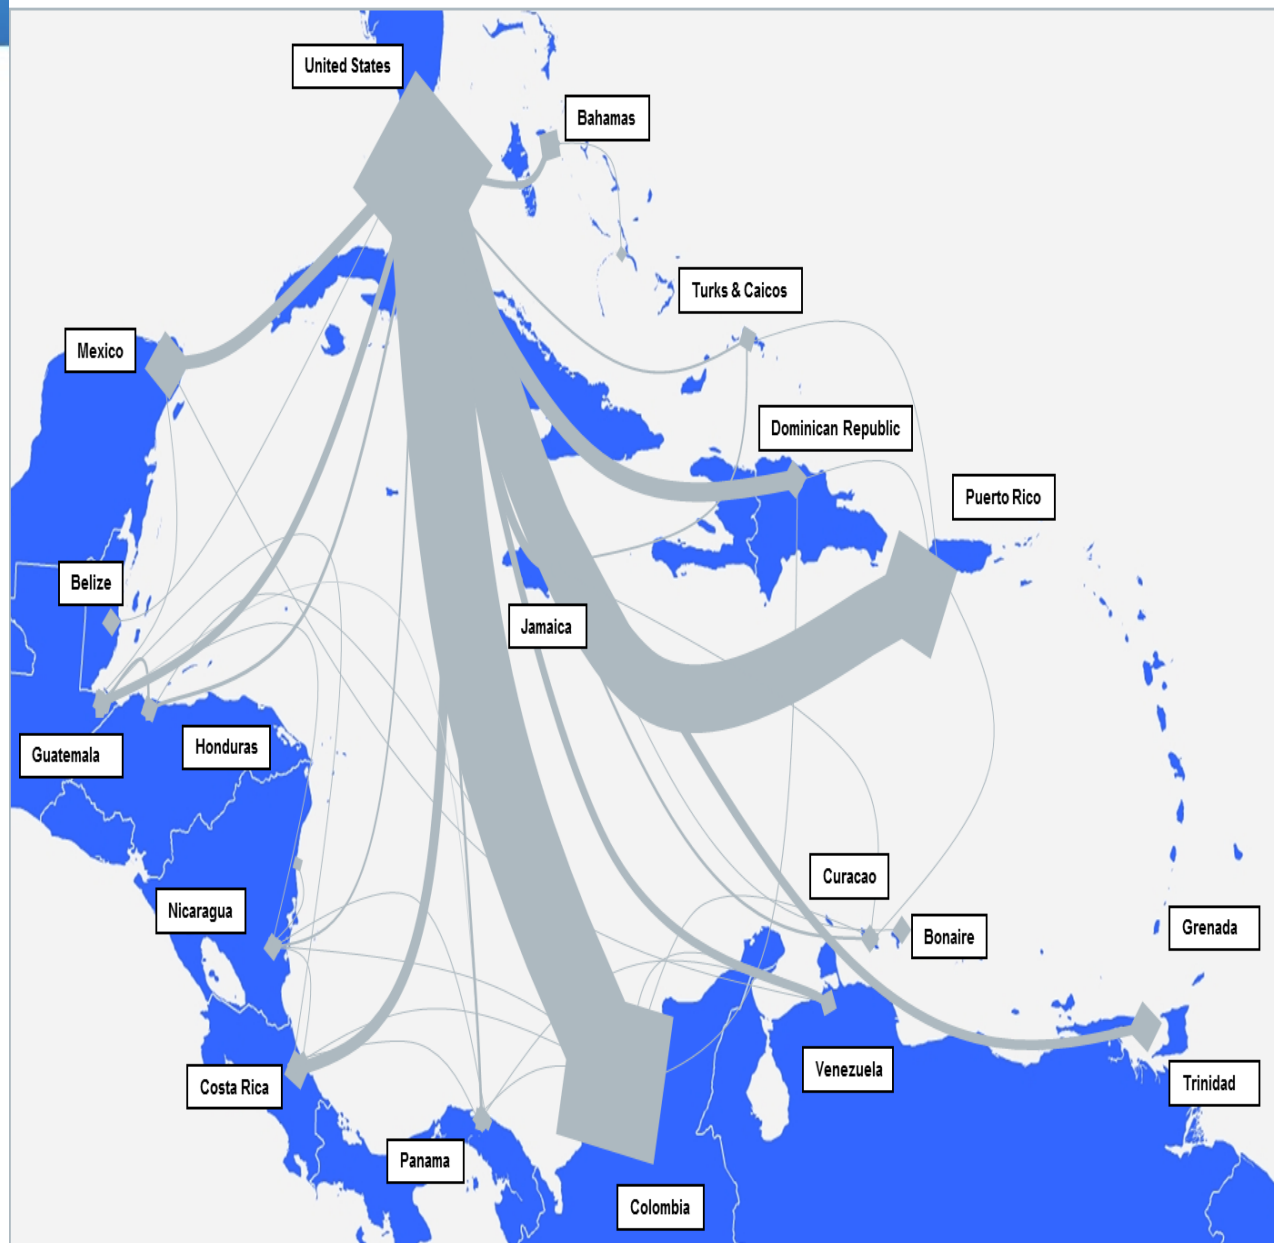 United States
Bahamas
Turks & Caicos
Mexico
Dominican Republic
Puerto Rico
Belize
Jamaica
Guatemala
Honduras
Curacao
Nicaragua
Bonaire
Grenada
Venezuela
Costa Rica
Trinidad
Panama
Colombia